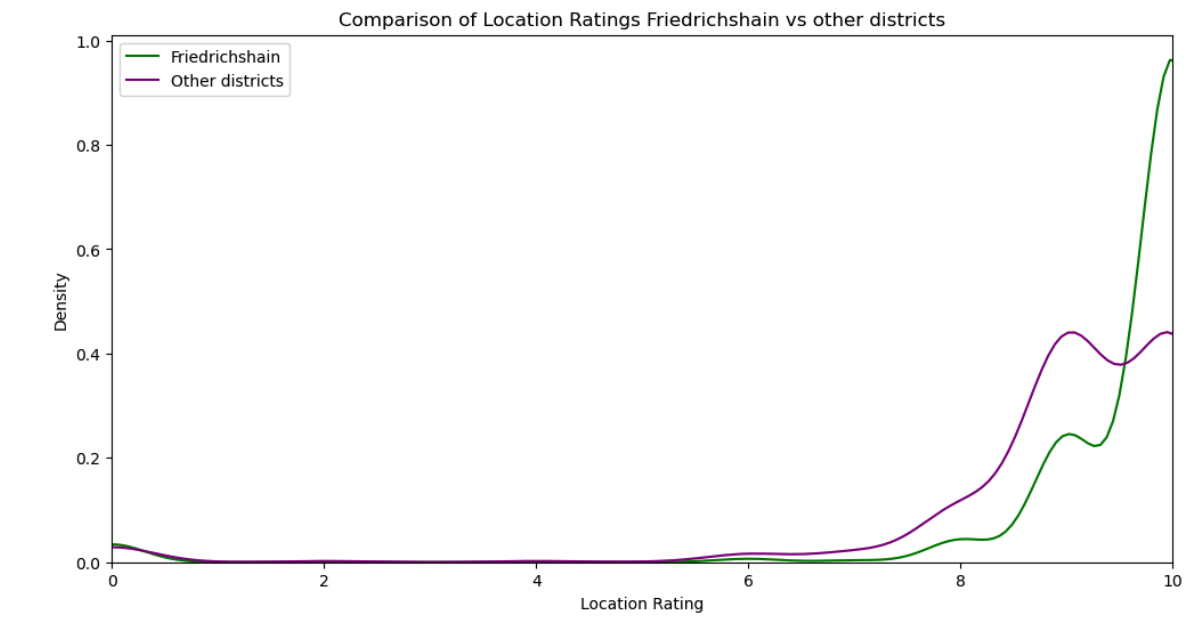 Comparison of Location Ratings Friedrichshain vs other districts
Friedrichshain
Other districts
1.0
0.8
0.6
0.4
0.2
0.0
Density
0 2 4 6 8 10
Location Rating